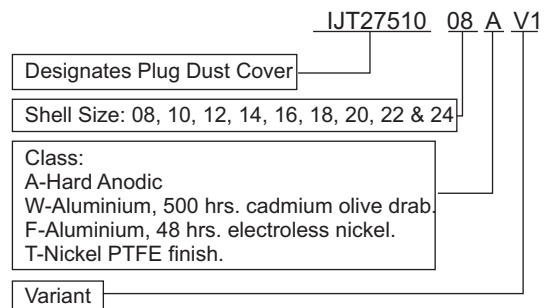 IJT27510 08 A V1
Designates Plug Dust Cover
Shell Size: 08, 10, 12, 14, 16, 18, 20, 22 & 24
Class:
A-Hard Anodic
W-Aluminium, 500 hrs. cadmium olive drab.
F-Aluminium, 48 hrs. electroless nickel.
T-Nickel PTFE finish.
Variant